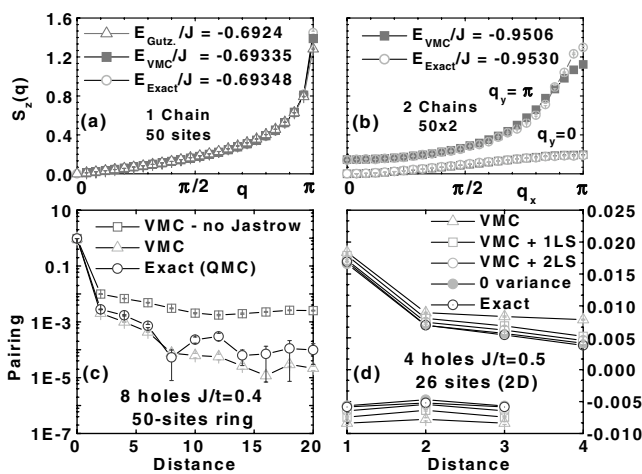 1.6
1.2
0.8
0.4
0.0
S_z(q)
E_Gutz./J = -0.6924
E_VMC/J = -0.69335
E_Exact/J = -0.69348
1 Chain
50 sites
(a)
0 π/2 q π
E_VMC/J = -0.9506
E_Exact/J = -0.9530
q_y = π
2 Chains
50x2
q_y=0
(b)
0 π/2 q_x π
10
0.1
1E-3
1E-5
1E-7
Pairing
VMC - no Jastrow
VMC
Exact (QMC)
(c)
8 holes J/t=0.4
50-sites ring
0 5 10 15 20
Distance
VMC
VMC + 1LS
VMC + 2LS
0 variance
Exact
(d)
4 holes J/t=0.5
26 sites (2D)
0.025
0.020
0.015
0.010
0.005
0.000
-0.005
-0.010
1 2 3 4
Distance